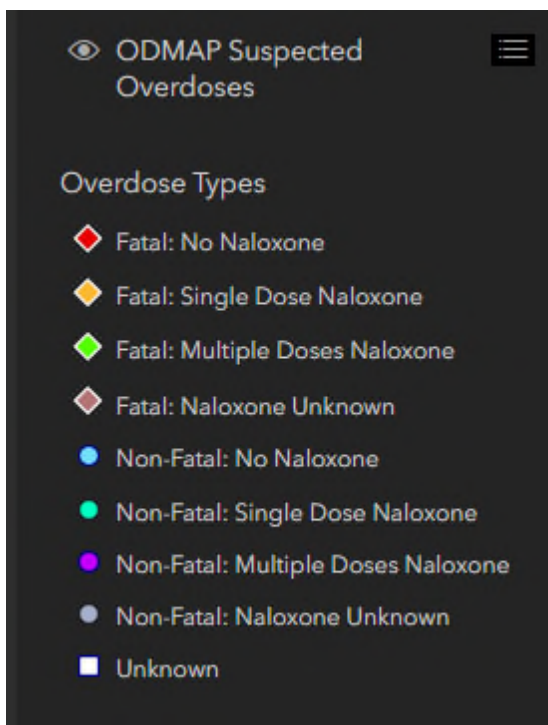 ODMAP Suspected
Overdoses
Overdose Types
Fatal: No Naloxone
Fatal: Single Dose Naloxone
Fatal: Multiple Doses Naloxone
Fatal: Naloxone Unknown
Non-Fatal: No Naloxone
Non-Fatal: Single Dose Naloxone
Non-Fatal: Multiple Doses Naloxone
Non-Fatal: Naloxone Unknown
Unknown